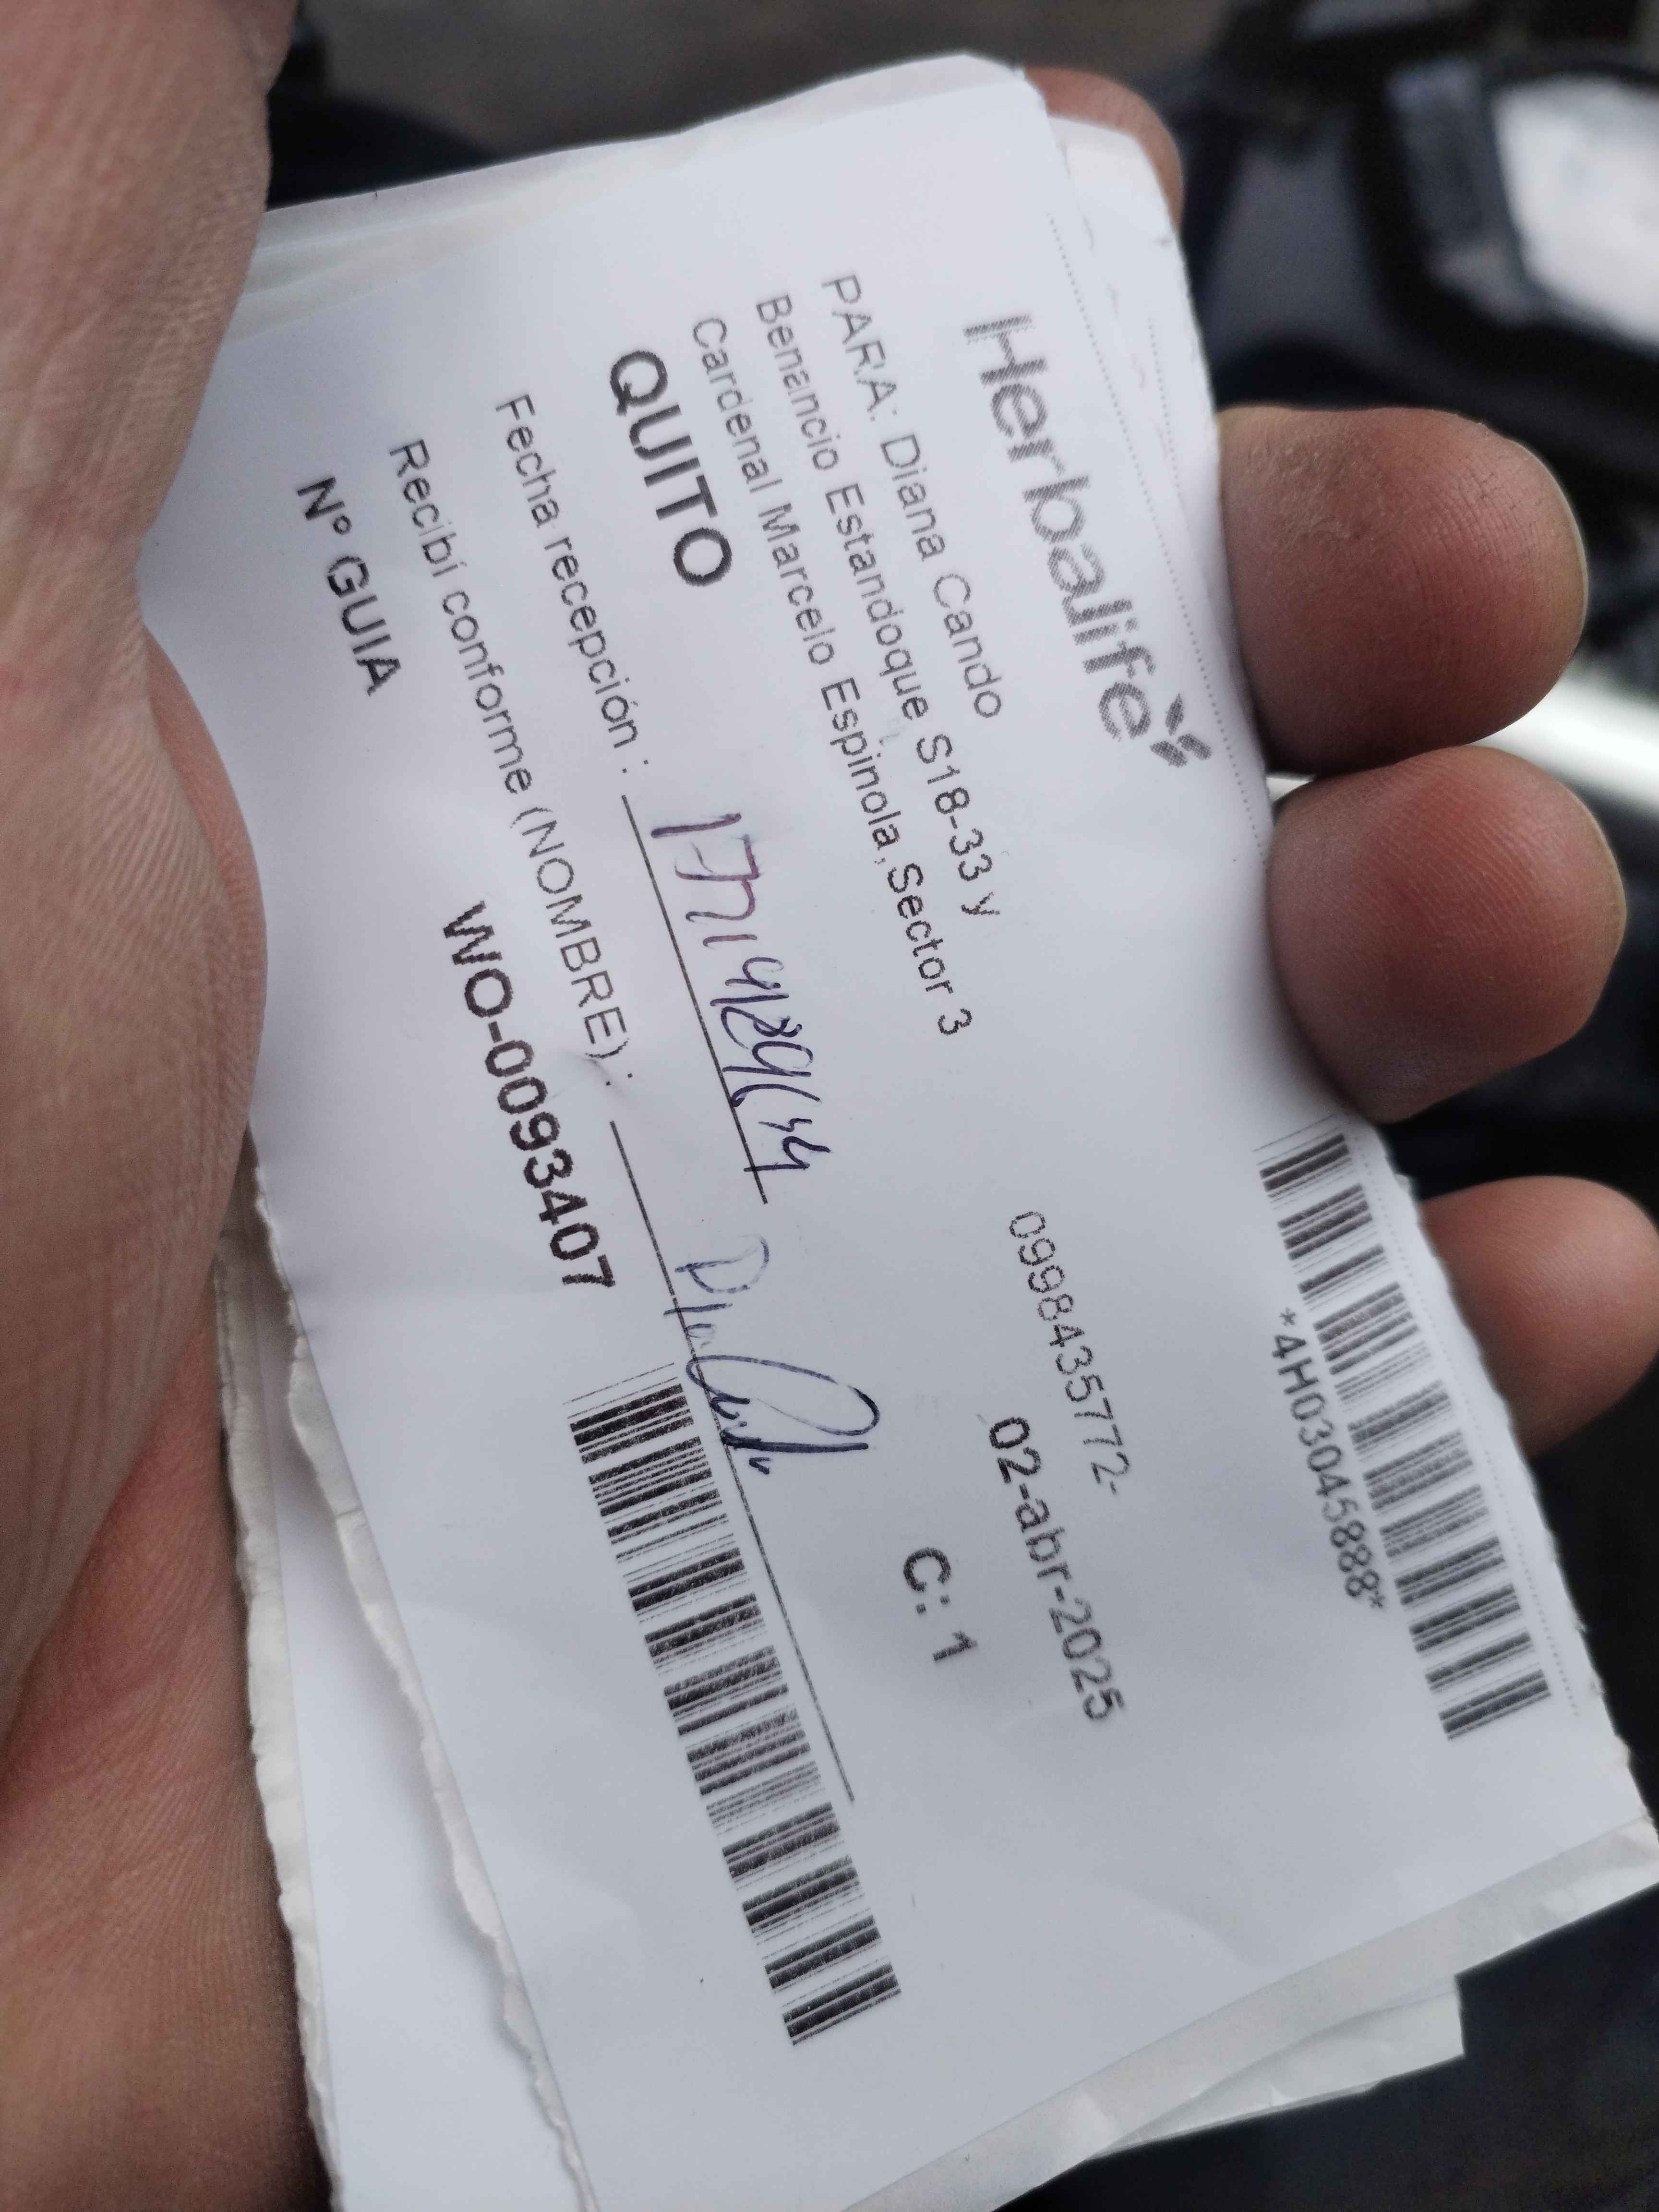 Herbalife
*4H03045888*
PARA: Diana Cando
0998435772-
Benancio Estandoque S18-33 y
Cardenal Marcelo Espinola,Sector 3
02-abr-2025
QUITO
C: 1
Fecha recepción :
Recibí conforme (NOMBRE) :
Nº GUIA
WO-0093407